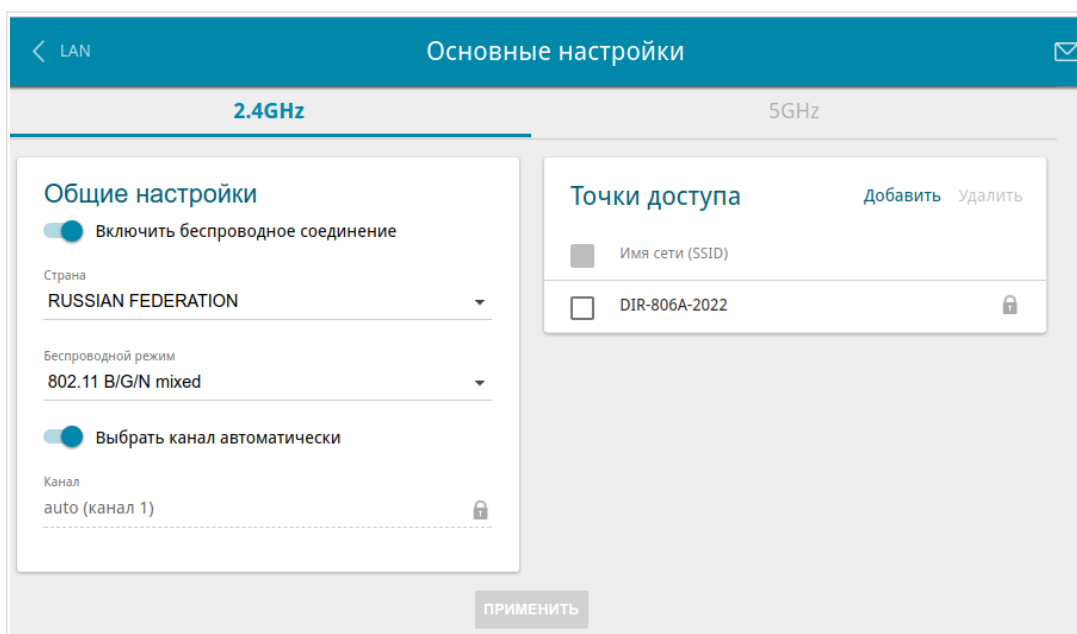 LAN
Основные настройки
2.4GHz
5GHz
Общие настройки
Включить беспроводное соединение
Страна
RUSSIAN FEDERATION
Беспроводной режим
802.11 B/G/N mixed
Выбрать канал автоматически
Канал
auto (канал 1)
Точки доступа
Добавить Удалить
Имя сети (SSID)
DIR-806A-2022
ПРИМЕНИТЬ